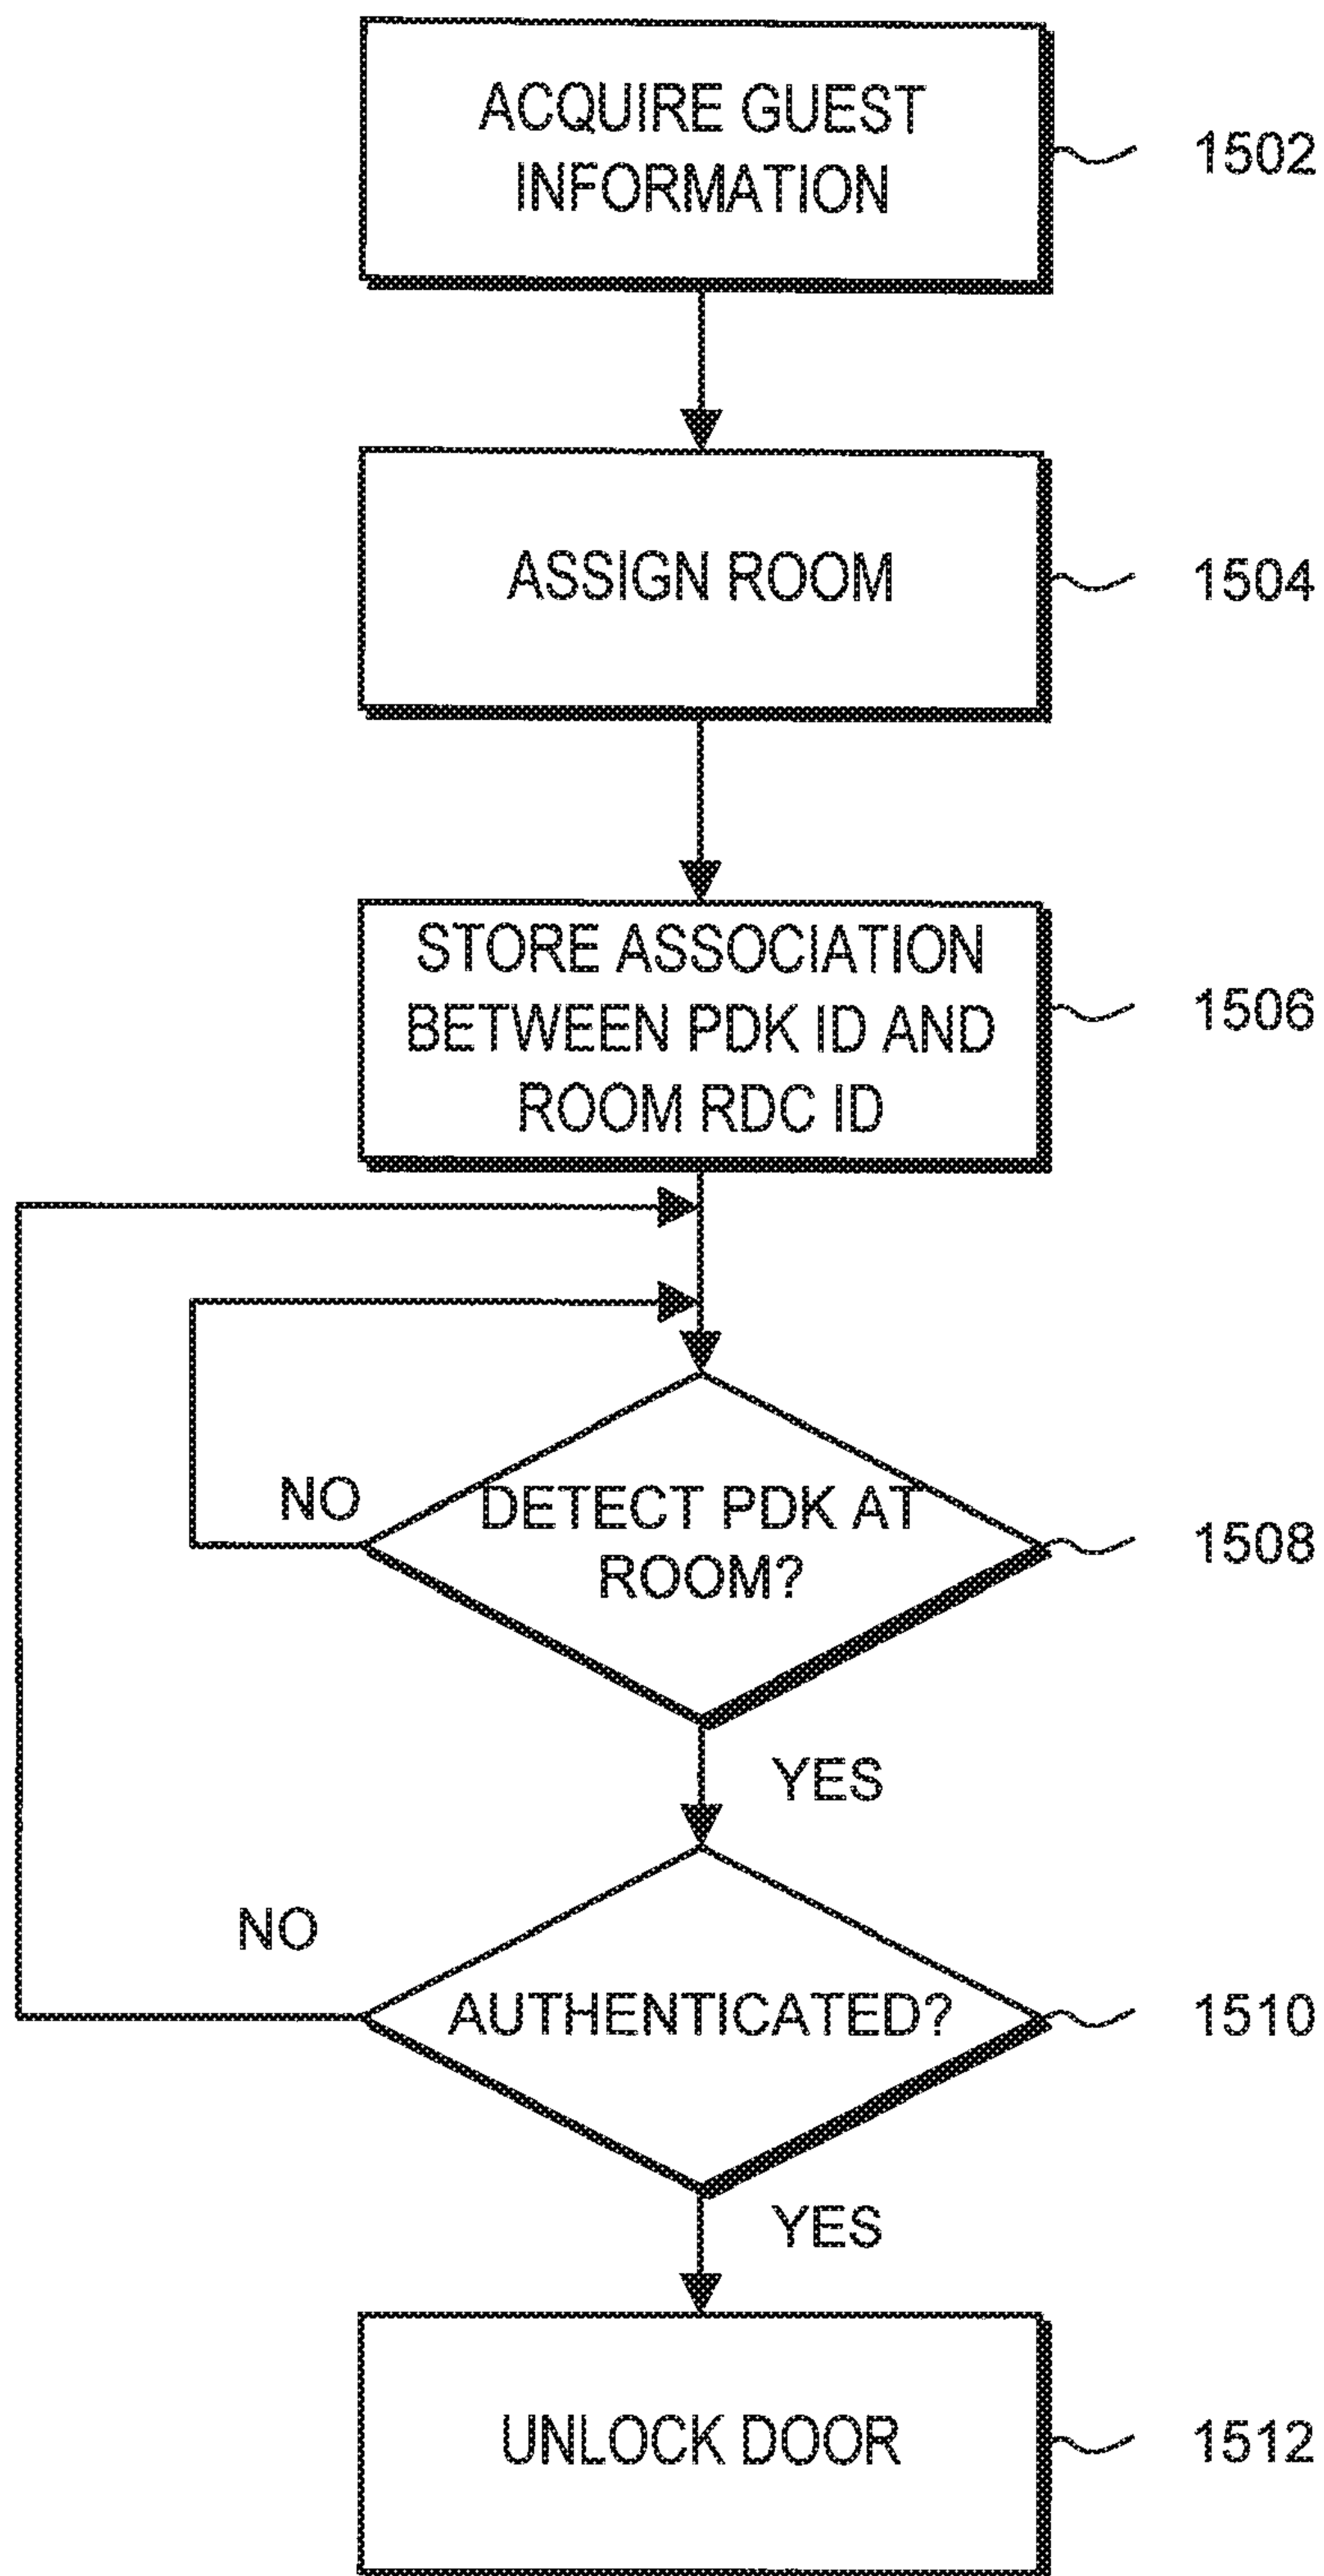 ACQUIRE GUEST
INFORMATION
1502
ASSIGN ROOM
1504
STORE ASSOCIATION
BETWEEN PDK ID AND
ROOM RDC ID
1506
NO
DETECT PDK AT
ROOM?
1508
YES
NO
AUTHENTICATED?
1510
YES
UNLOCK DOOR
1512